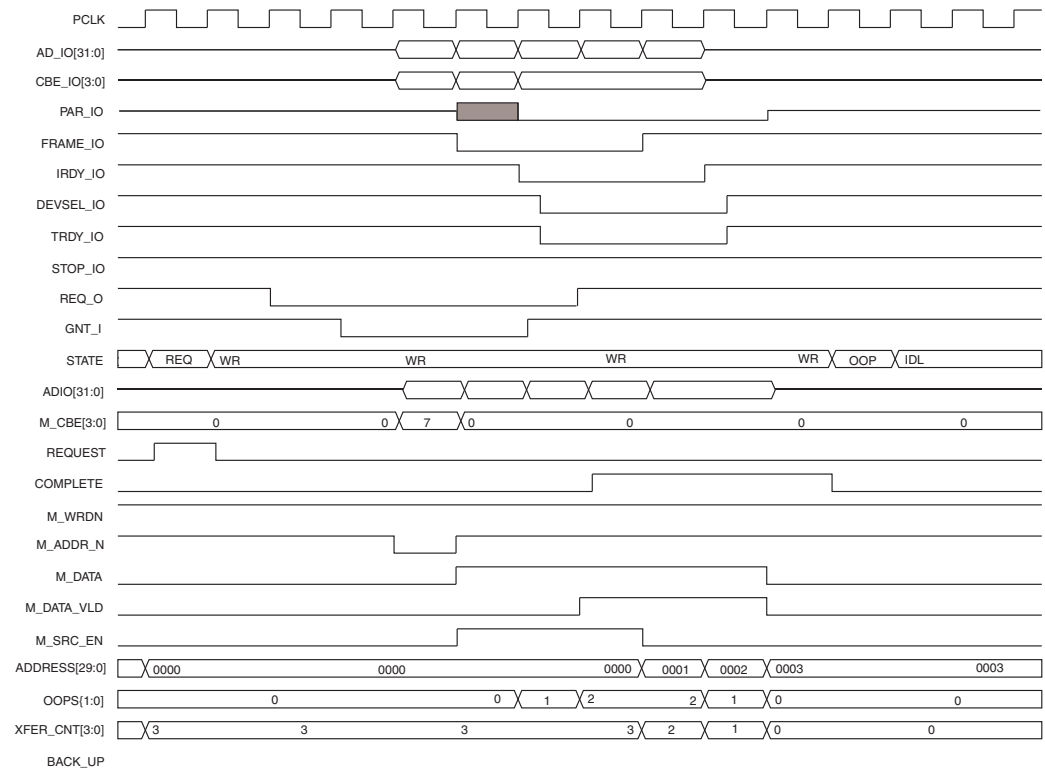 PCLK
AD_IO[31:0]
CBE_IO[3:0]
PAR_IO
FRAME_IO
IRDY_IO
DEVSEL_IO
TRDY_IO
STOP_IO
REQ_O
GNT_I
STATE REQ WR WR WR WR OOP IDL
ADIO[31:0]
M_CBE[3:0] 0 0 7 0 0 0 0
REQUEST
COMPLETE
M_WRDN
M_ADDR_N
M_DATA
M_DATA_VLD
M_SRC_EN
ADDRESS[29:0] 0000 0000 0000 0001 0002 0003 0003
OOPS[1:0] 0 0 1 2 2 1 0 0
XFER_CNT[3:0] 3 3 3 3 2 1 0 0
BACK_UP